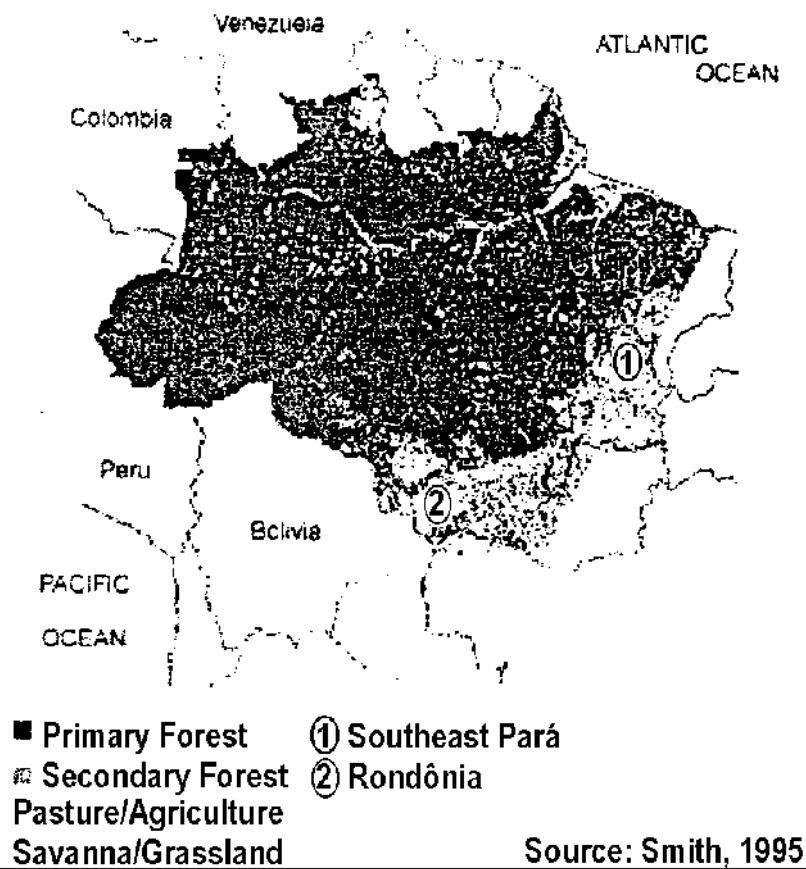 Venezuela
ATLANTIC
OCEAN
Colombia
①
Peru
②
Bolivia
PACIFIC
OCEAN
Primary Forest ① Southeast Pará
Secondary Forest ② Rondônia
Pasture/Agriculture
Savanna/Grassland Source: Smith, 1995